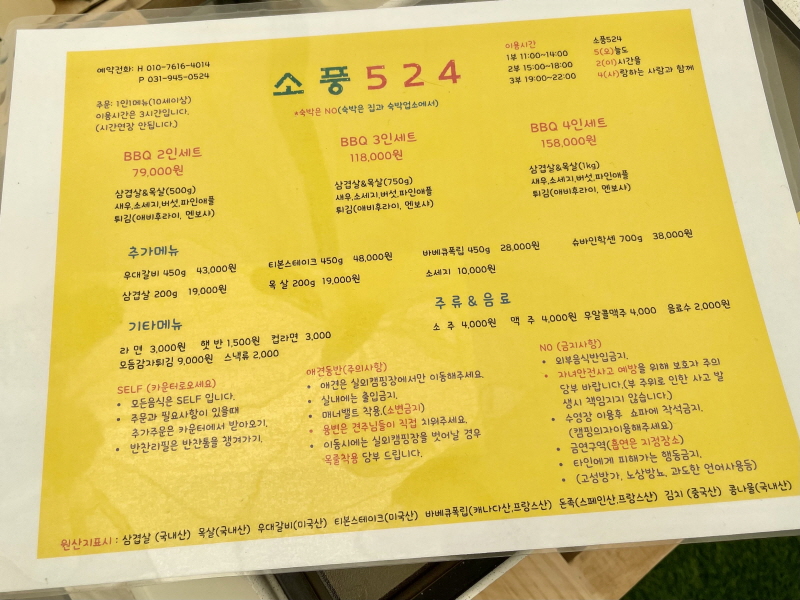 예약전화: H 010-7616-4014
P 031-945-0524
주문: 1인1메뉴(10세이상)
이용시간은 3시간입니다.
(시간연장 안됩니다.)
소풍524
*숙박은 NO(숙박은 집과 숙박업소에서)
이용시간
1부 11:00~14:00
2부 15:00~18:00
3부 19:00~22:00
소풍524
5(오)늘도
2(이)시간을
4(사)랑하는 사람과 함께
BBQ 2인세트
79,000원
삼겹살&목살(500g)
새우,소세지,버섯,파인애플
튀김(애비후라이, 멘보샤)
BBQ 3인세트
118,000원
삼겹살&목살(750g)
새우,소세지,버섯,파인애플
튀김(애비후라이, 멘보샤)
BBQ 4인세트
158,000원
삼겹살&목살(1kg)
새우,소세지,버섯,파인애플
튀김(애비후라이, 멘보샤)
추가메뉴
우대갈비 450g 43,000원 티본스테이크 450g 48,000원 바베큐폭립 450g 28,000원 슈바인학센 700g 38,000원
삼겹살 200g 19,000원 목 살 200g 19,000원 소세지 10,000원
기타메뉴
라 면 3,000원 햇 반 1,500원 컵라면 3,000
모듬감자튀김 9,000원 스낵류 2,000
주류&음료
소 주 4,000원 맥 주 4,000원 무알콜맥주 4,000 음료수 2,000원
SELF (카운터로오세요)
• 모든음식은 SELF 입니다.
• 주문과 필요사항이 있을때
추가주문은 카운터에서 받아오기.
• 반찬리필은 반찬통을 챙겨가기.
애견동반(주의사항)
• 애견은 실외캠핑장에서만 이동해주세요.
• 실내에는 출입금지.
• 매너밸트 착용.(소변금지)
• 응변은 견주님들이 직접 치워주세요.
• 이동시에는 실외캠핑장을 벗어날 경우
목줄착용 당부 드립니다.
NO (금지사항)
• 외부음식반입금지.
• 자녀안전사고 예방을 위해 보호자 주의
당부 바랍니다.(부 주위로 인한 사고 발
생시 책임지지 않습니다.)
• 수영장 이용후 소파에 착석금지.
(캠핑의자이용해주세요)
• 금연구역(흡연은 지정장소)
• 타인에게 피해가는 행동금지.
• (고성방가, 노상방뇨, 과도한 언어사용등)
원산지표시 : 삼겹살 (국내산) 목살(국내산) 우대갈비(미국산) 티본스테이크(미국산) 바베큐폭립(캐나다산,프랑스산) 돈족(스페인산,프랑스산) 김치 (중국산) 콩나물(국내산)